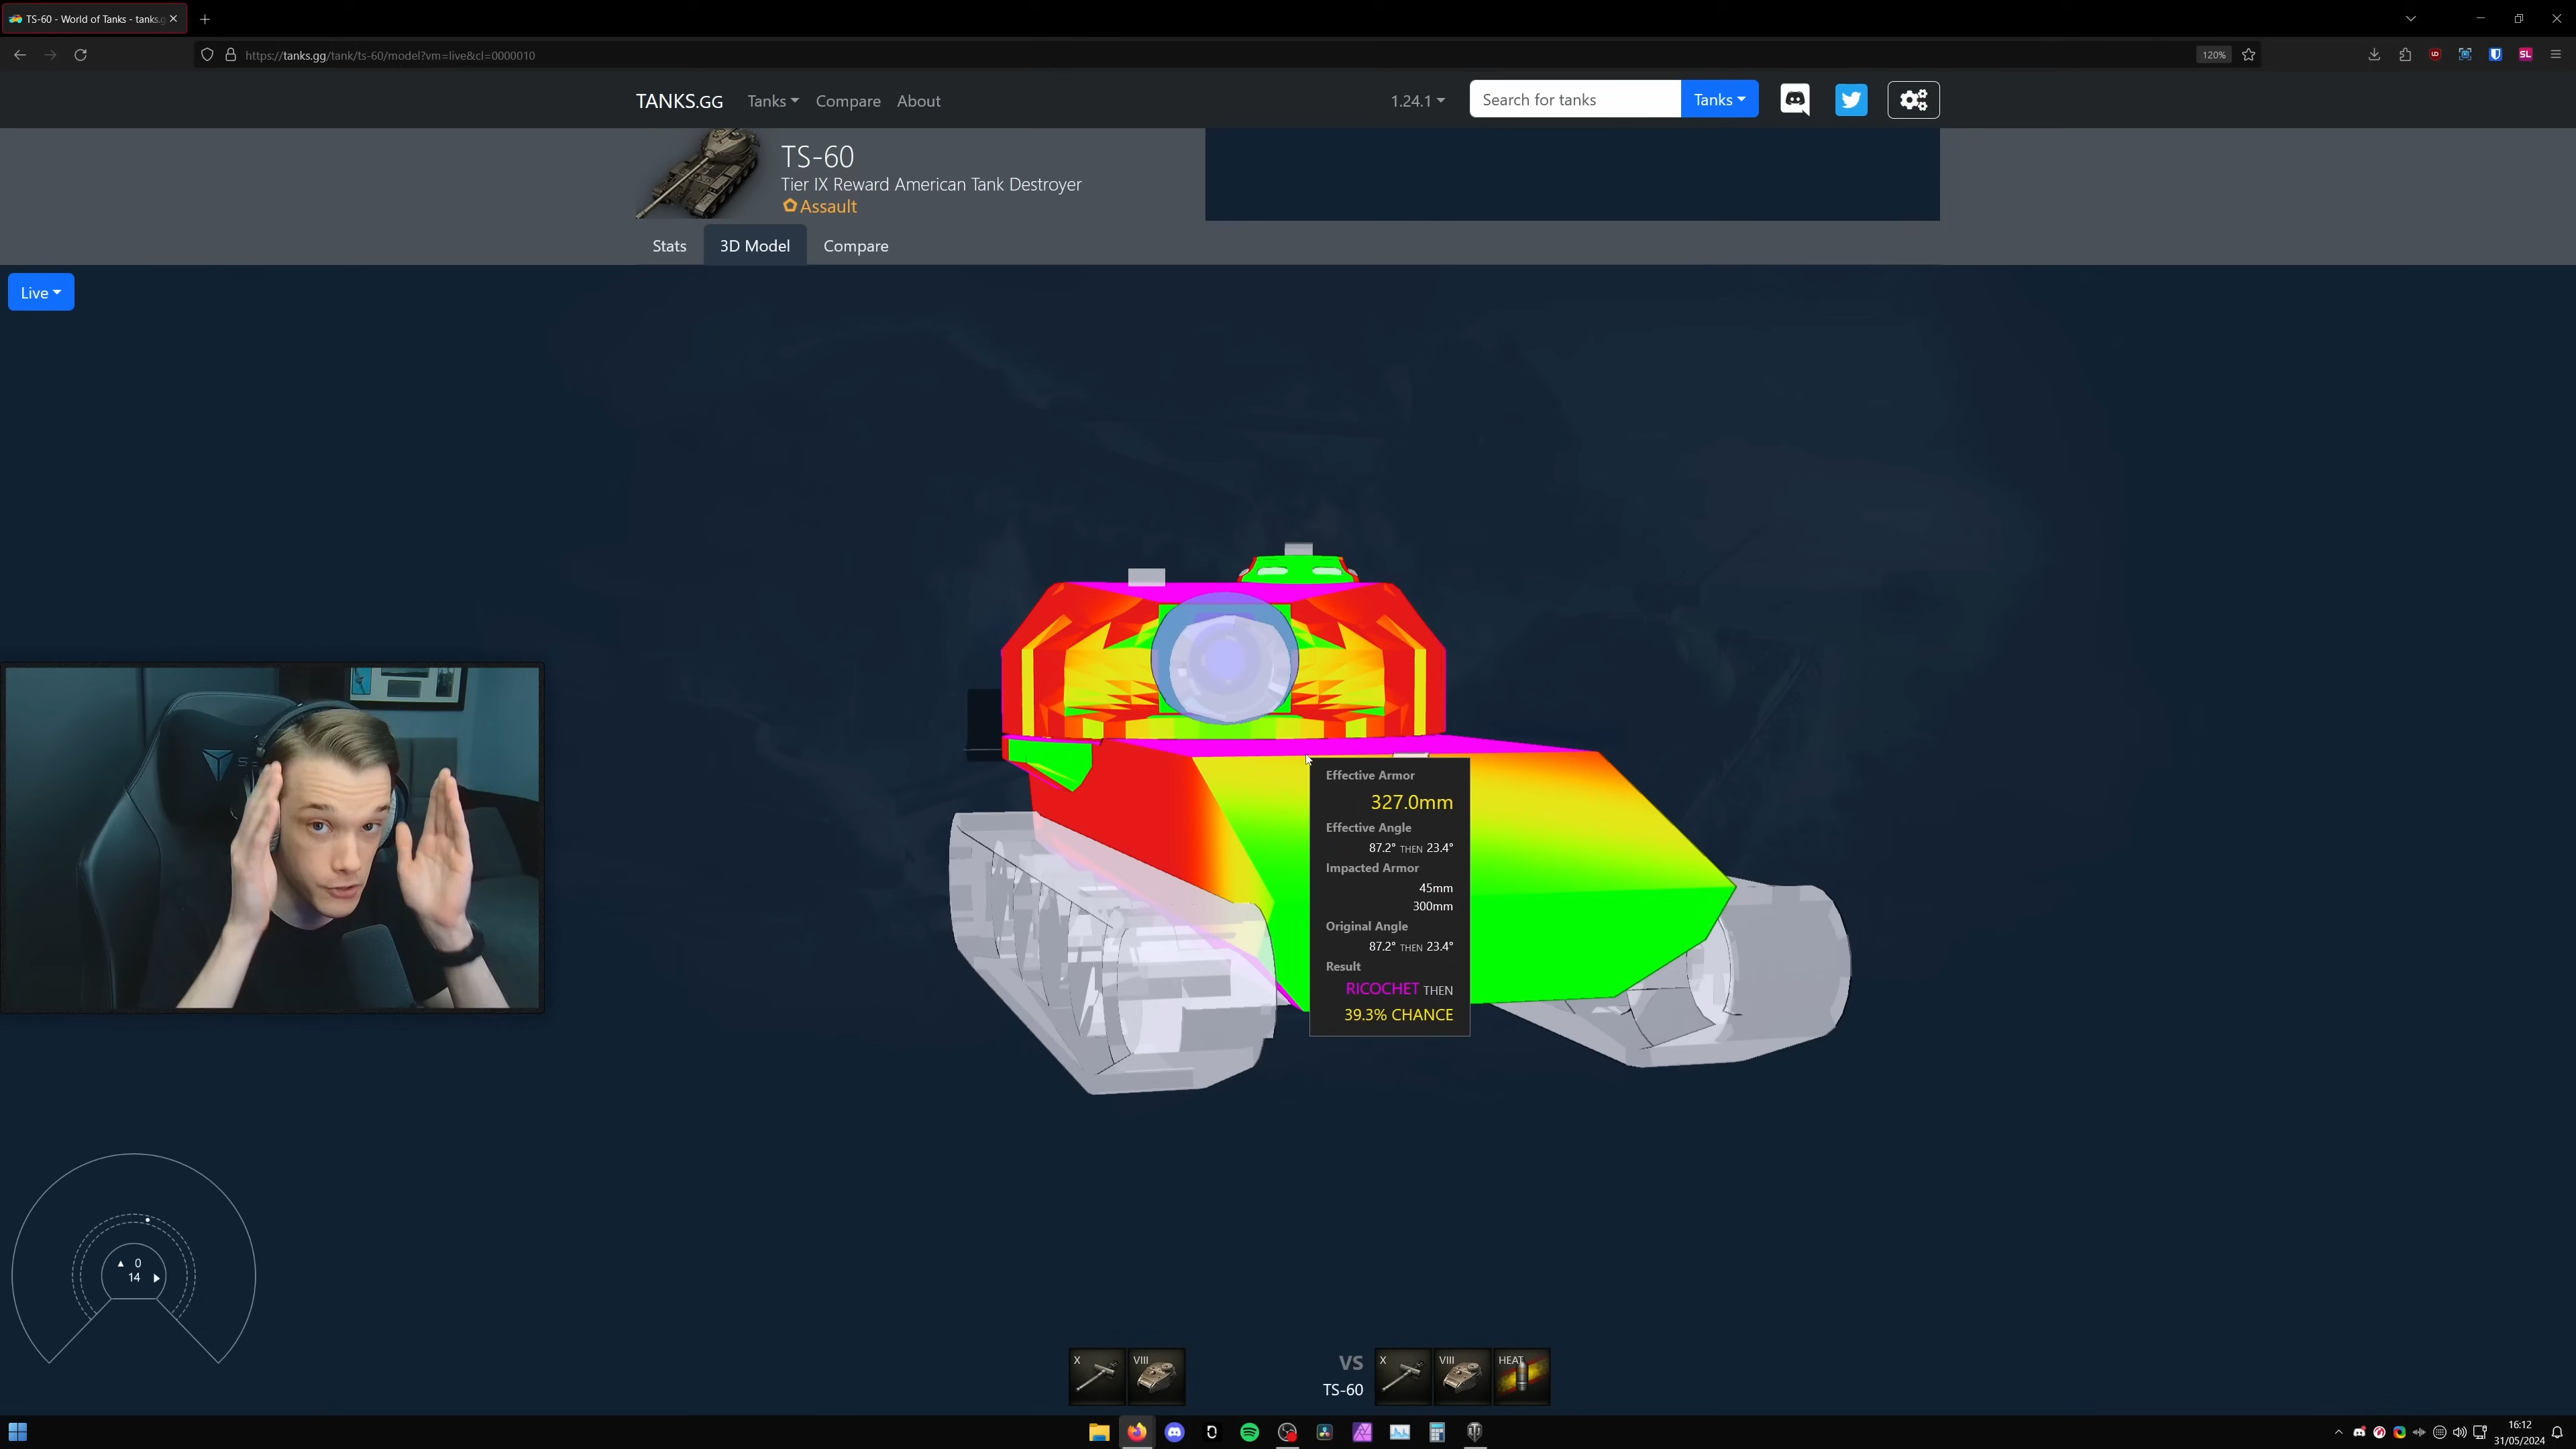 TS-60 - World of Tanks - tanks.g
https://tanks.gg/tank/ts-60/model?vm=live&cl=0000010
120%
SL
TANKS.GG
Tanks
Compare
About
1.24.1
Search for tanks
Tanks
TS-60
Tier IX Reward American Tank Destroyer
Assault
Stats
3D Model
Compare
Live
Effective Armor
327.0mm
Effective Angle
87.2° THEN 23.4°
Impacted Armor
45mm
300mm
Original Angle
87.2° THEN 23.4°
Result
RICOCHET THEN
39.3% CHANCE
0
14
X
VIII
VS
TS-60
X
VIII
HEAT
16:12
31/05/2024